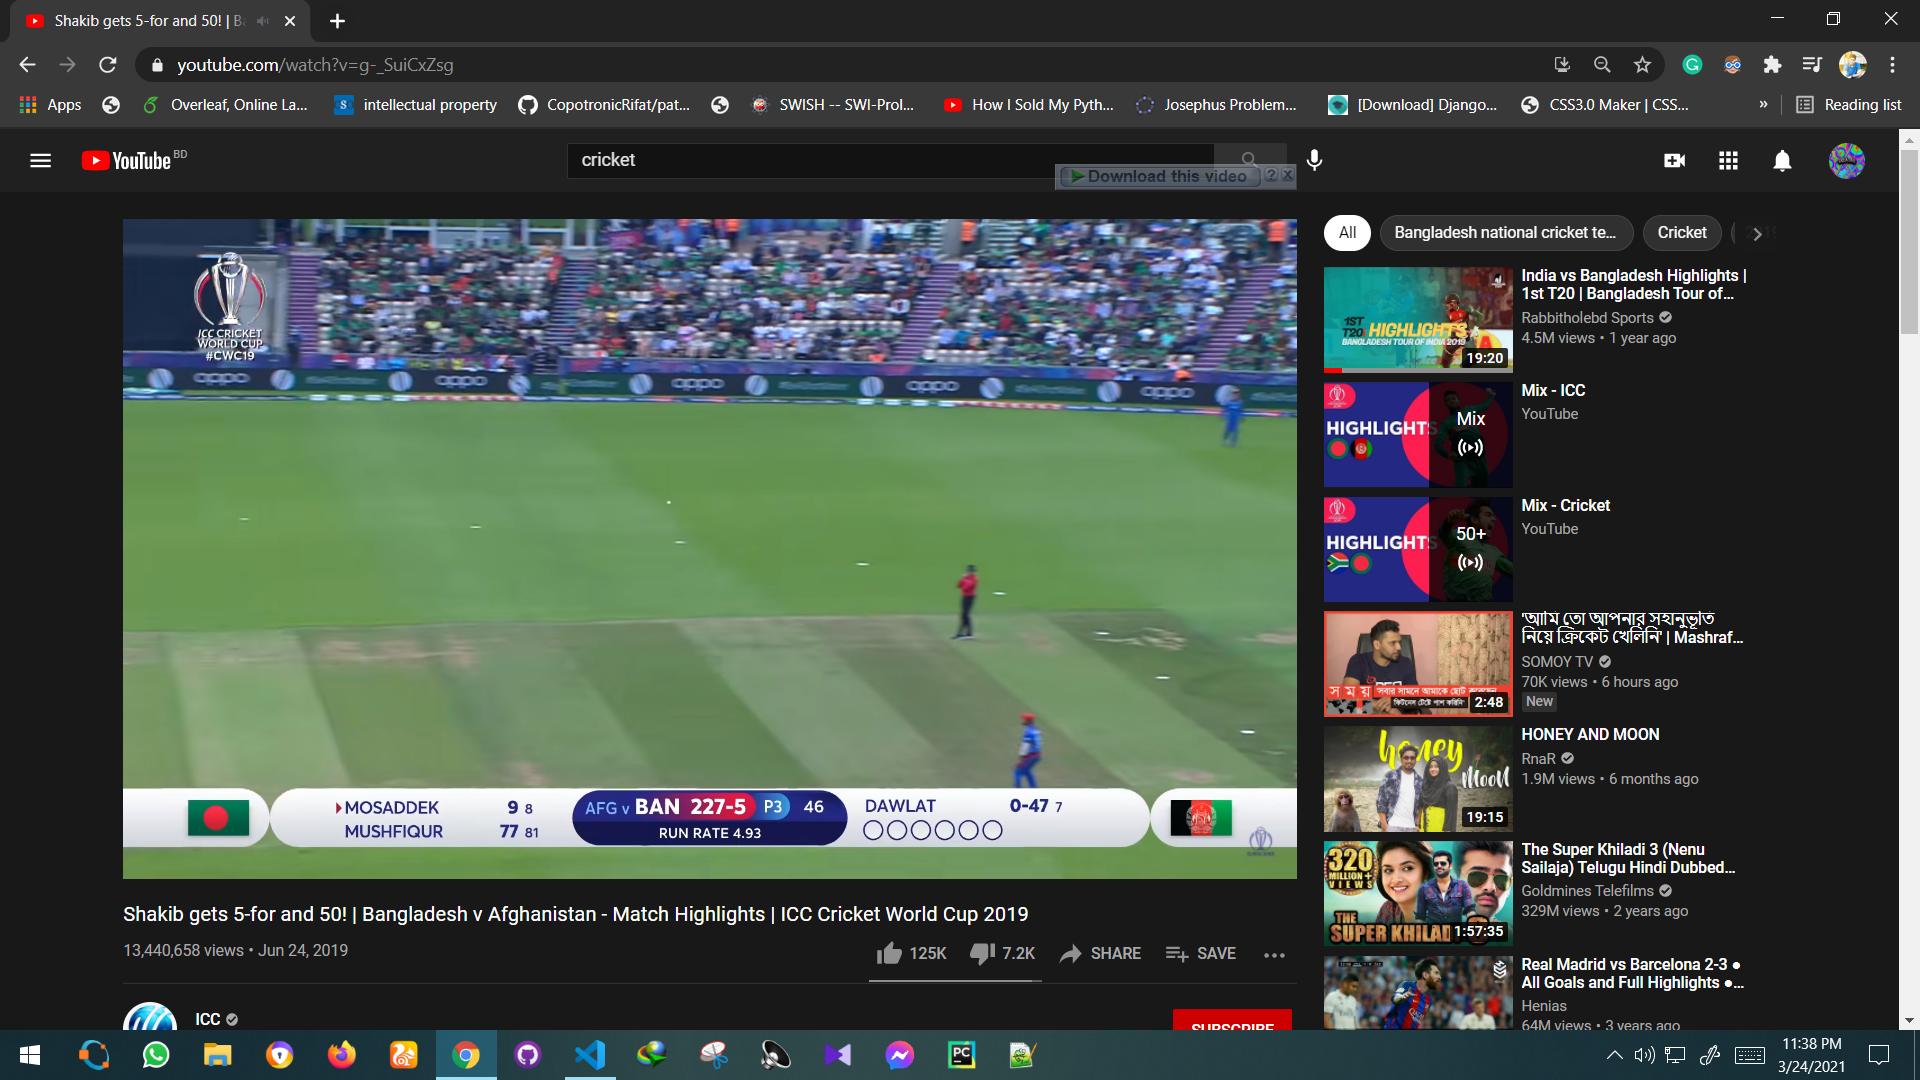 Shakib gets 5-for and 50! | Ba
youtube.com/watch?v=g-_SuiCxZsg
Apps
Overleaf, Online La...
intellectual property
CopotronicRifat/pat...
SWISH -- SWI-Prol...
How I Sold My Pyth...
Josephus Problem...
[Download] Django...
CSS3.0 Maker | CSS...
»
Reading list
YouTube BD
cricket
Download this video ? X
ICC CRICKET
WORLD CUP
#CWC19
oppo oppo oppo oppo oppo
MOSADDEK 9 8
MUSHFIQUR 77 81
AFG v BAN 227-5 P3 46
RUN RATE 4.93
DAWLAT 0-47 7
Shakib gets 5-for and 50! | Bangladesh v Afghanistan - Match Highlights | ICC Cricket World Cup 2019
13,440,658 views • Jun 24, 2019
125K
7.2K
SHARE
SAVE
ICC
SUBSCRIBE
All
Bangladesh national cricket te...
Cricket
1ST
T20 HIGHLIGHTS
BANGLADESH TOUR OF INDIA 2019
19:20
India vs Bangladesh Highlights |
1st T20 | Bangladesh Tour of...
Rabbitholebd Sports
4.5M views • 1 year ago
HIGHLIGHTS
Mix
Mix - ICC
YouTube
HIGHLIGHTS
50+
Mix - Cricket
YouTube
সময়
2:48
'আমি তো আপনার সহানুভূতি
নিয়ে ক্রিকেট খেলিনি' | Mashraf...
SOMOY TV
70K views • 6 hours ago
New
honey
Moon
19:15
HONEY AND MOON
RnaR
1.9M views • 6 months ago
320
MILLION+
VIEWS
THE
SUPER KHILADI
1:57:35
The Super Khiladi 3 (Nenu
Sailaja) Telugu Hindi Dubbed...
Goldmines Telefilms
329M views • 2 years ago
Real Madrid vs Barcelona 2-3 ●
All Goals and Full Highlights ●...
Henias
64M views • 3 years ago
PC
11:38 PM
3/24/2021